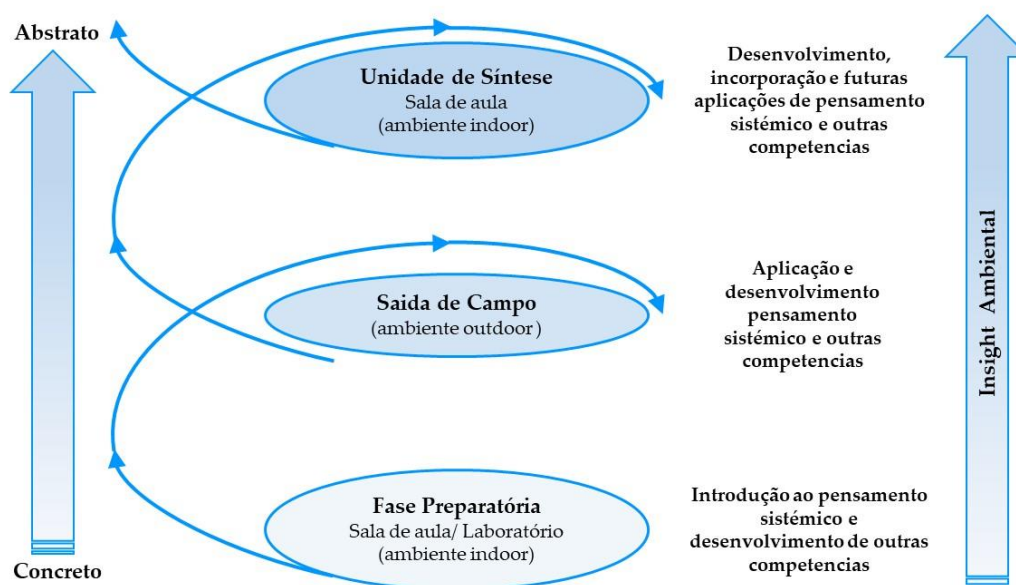 Abstrato
Unidade de Síntese
Sala de aula
(ambiente indoor)
Desenvolvimento,
incorporação e futuras
aplicações de pensamento
sistémico e outras
competencias
Saida de Campo
(ambiente outdoor )
Aplicação e
desenvolvimento
pensamento
sistémico e outras
competencias
Insight Ambiental
Fase Preparatória
Sala de aula/ Laboratório
(ambiente indoor)
Introdução ao pensamento
sistémico e
desenvolvimento de outras
competencias
Concreto